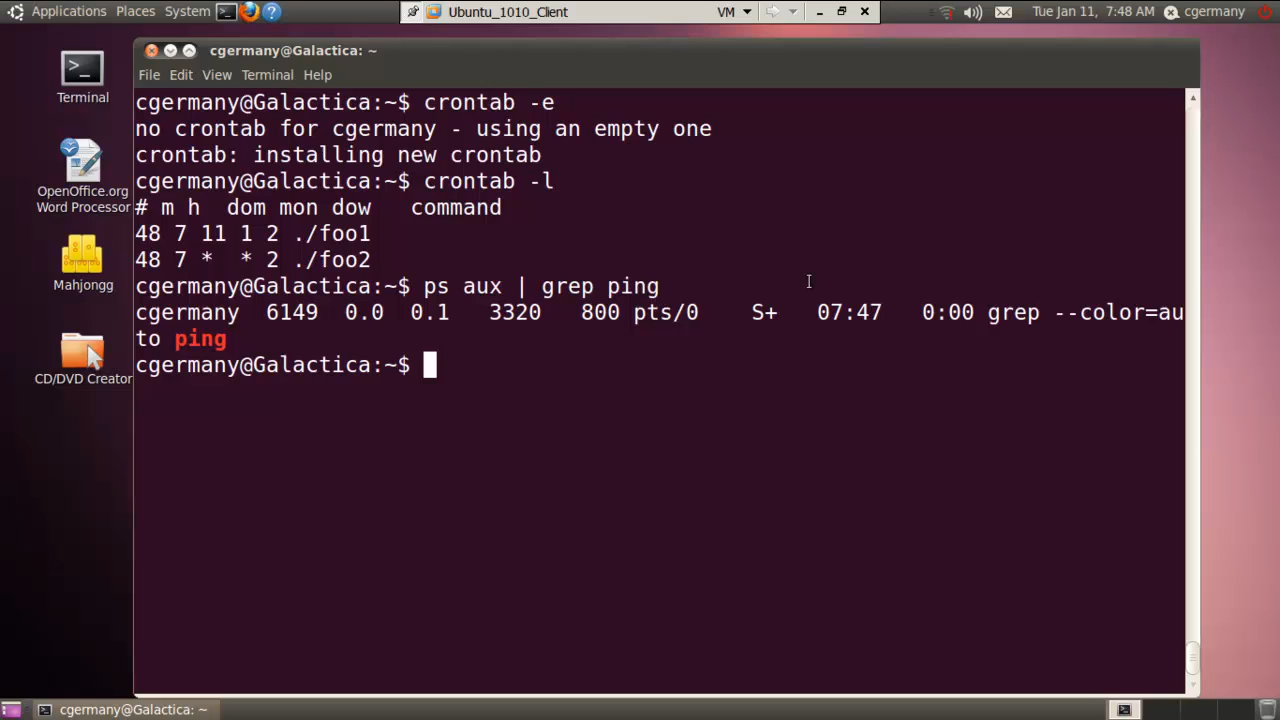 Applications Places System
Ubuntu_1010_Client VM
Tue Jan 11, 7:48 AM cgermany
Terminal
OpenOffice.org
Word Processor
Mahjongg
CD/DVD Creator
cgermany@Galactica: ~
File Edit View Terminal Help
cgermany@Galactica:~$ crontab -e
no crontab for cgermany - using an empty one
crontab: installing new crontab
cgermany@Galactica:~$ crontab -l
# m h  dom mon dow   command
48 7 11 1 2 ./foo1
48 7 *  * 2 ./foo2
cgermany@Galactica:~$ ps aux | grep ping
cgermany  6149  0.0  0.1   3320   800 pts/0    S+   07:47   0:00 grep --color=au
to ping
cgermany@Galactica:~$
cgermany@Galactica: ~